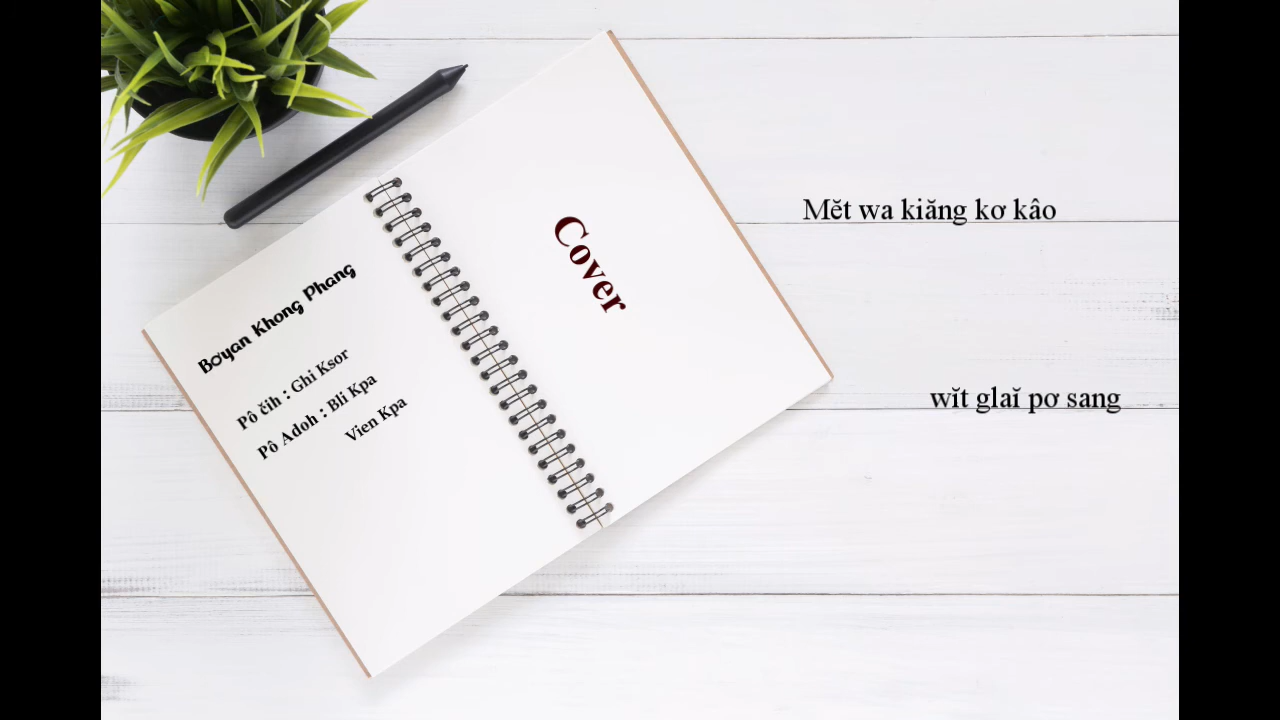 Bơyan Khong Phang
Pô čih : Ghi Ksor
Pô Adoh : Bli Kpa
Vien Kpa
Cover
Mĕt wa kiăng kơ kâo
wĭt glaĭ pơ sang